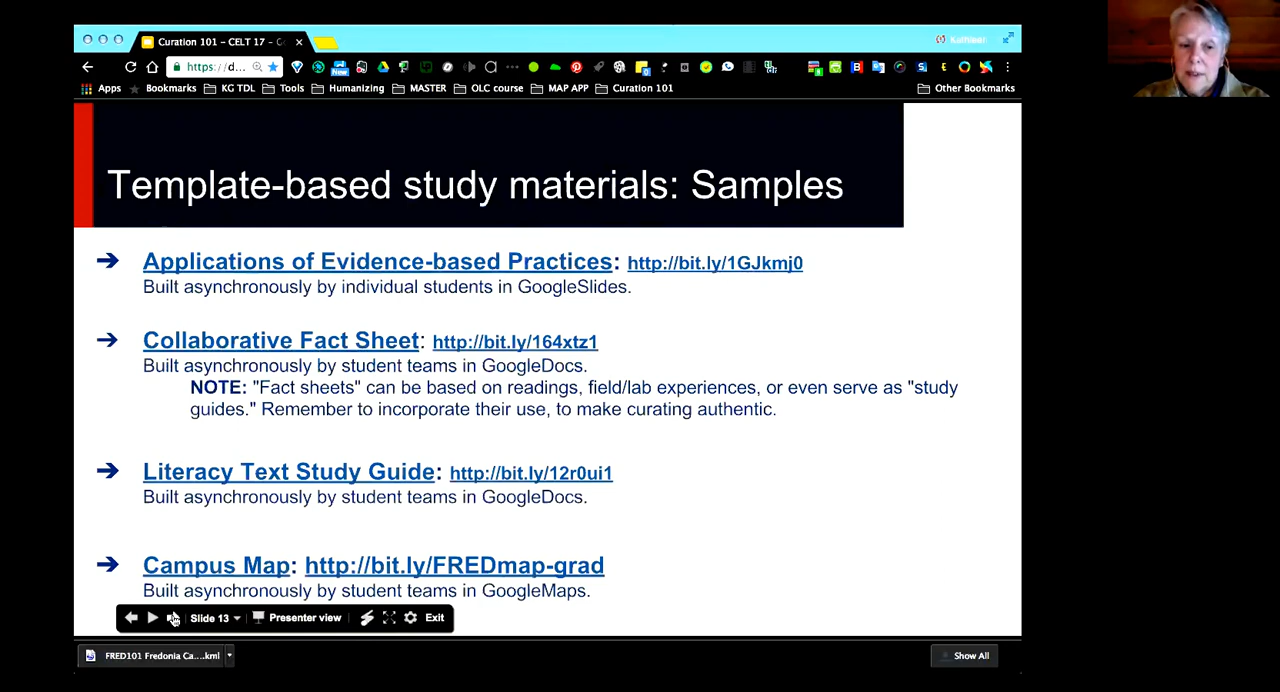 Curation 101 - CELT 17 - Go
Kathleen
https://d...
New
Apps Bookmarks KG TDL Tools Humanizing MASTER OLC course MAP APP Curation 101 Other Bookmarks
Template-based study materials: Samples
➔ Applications of Evidence-based Practices: http://bit.ly/1GJkmj0
Built asynchronously by individual students in GoogleSlides.
➔ Collaborative Fact Sheet: http://bit.ly/164xtz1
Built asynchronously by student teams in GoogleDocs.
NOTE: "Fact sheets" can be based on readings, field/lab experiences, or even serve as "study
guides." Remember to incorporate their use, to make curating authentic.
➔ Literacy Text Study Guide: http://bit.ly/12r0ui1
Built asynchronously by student teams in GoogleDocs.
➔ Campus Map: http://bit.ly/FREDmap-grad
Built asynchronously by student teams in GoogleMaps.
Slide 13 Presenter view Exit
FRED101 Fredonia Ca....kml Show All